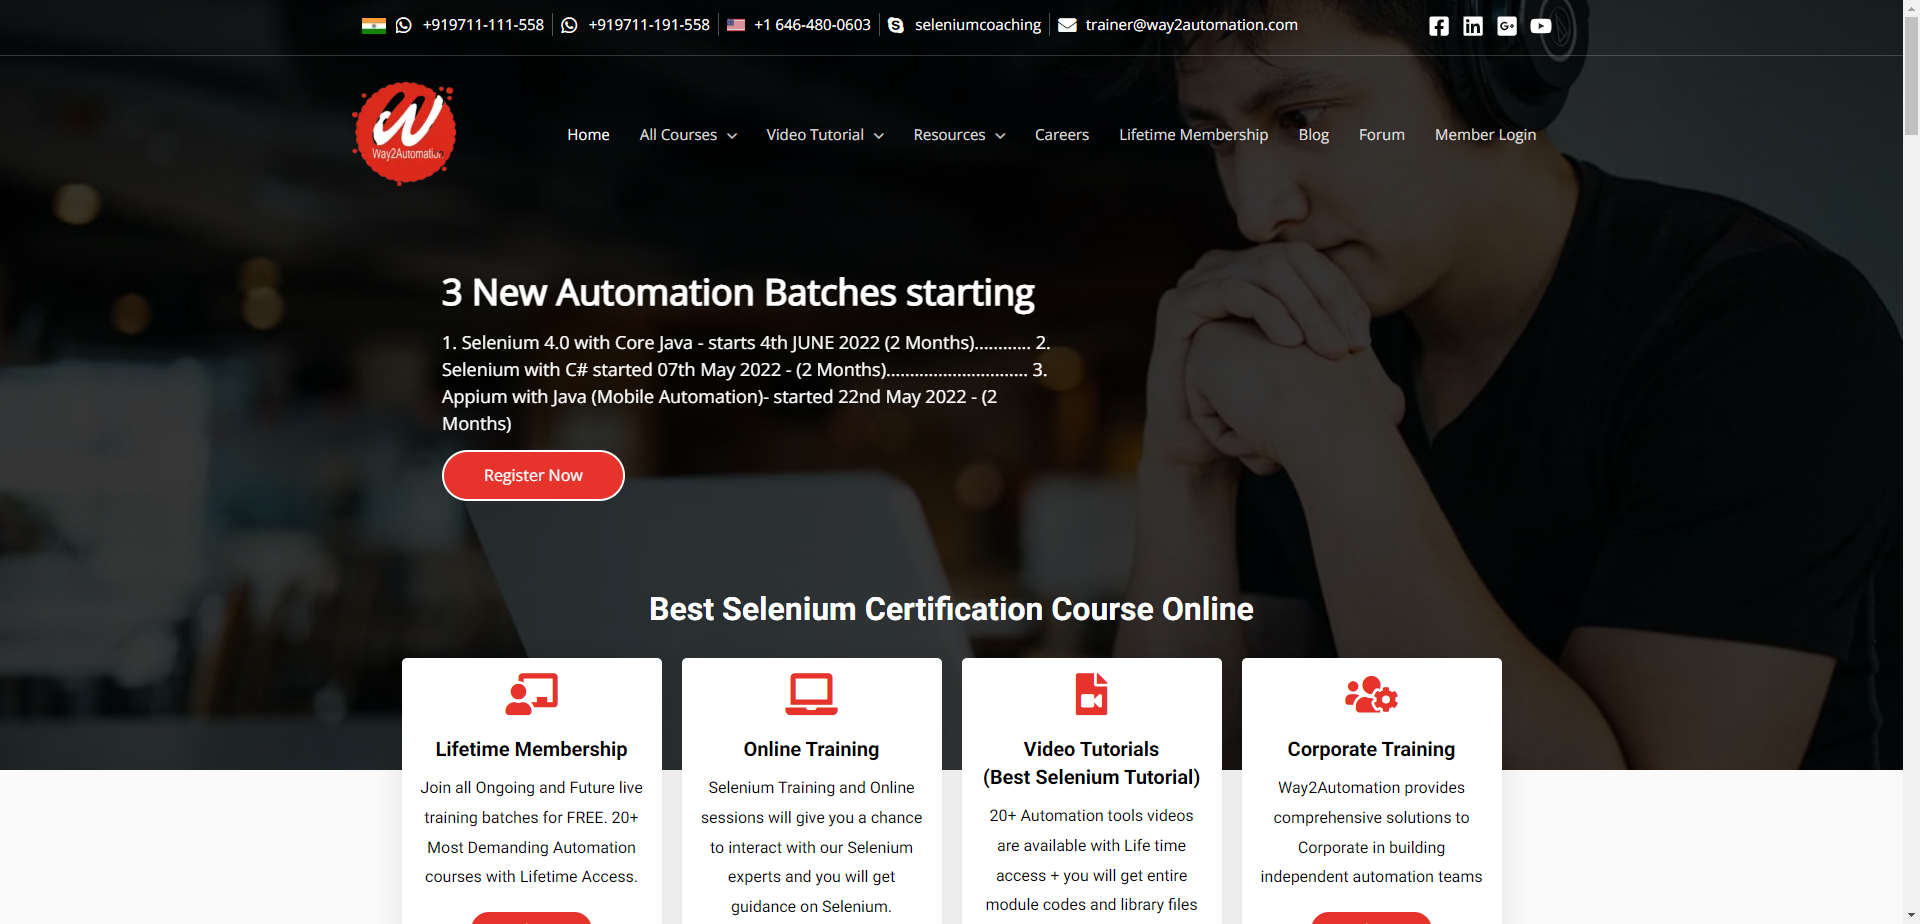 +919711-111-558 +919711-191-558 +1 646-480-0603 seleniumcoaching trainer@way2automation.com
Way2Automation
Home All Courses Video Tutorial Resources Careers Lifetime Membership Blog Forum Member Login
3 New Automation Batches starting
1. Selenium 4.0 with Core Java - starts 4th JUNE 2022 (2 Months)............ 2.
Selenium with C# started 07th May 2022 - (2 Months).............................. 3.
Appium with Java (Mobile Automation)- started 22nd May 2022 - (2
Months)
Register Now
Best Selenium Certification Course Online
Lifetime Membership
Join all Ongoing and Future live
training batches for FREE. 20+
Most Demanding Automation
courses with Lifetime Access.
Online Training
Selenium Training and Online
sessions will give you a chance
to interact with our Selenium
experts and you will get
guidance on Selenium.
Video Tutorials
(Best Selenium Tutorial)
20+ Automation tools videos
are available with Life time
access + you will get entire
module codes and library files
Corporate Training
Way2Automation provides
comprehensive solutions to
Corporate in building
independent automation teams